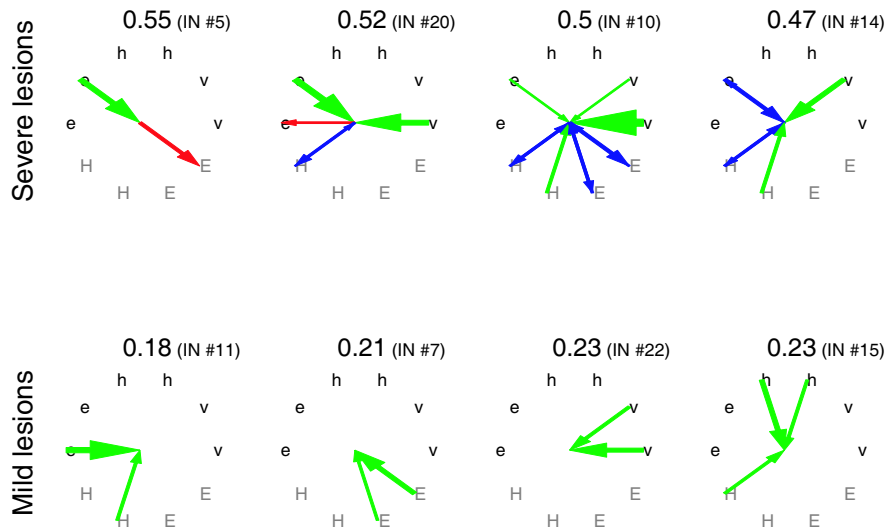 Severe lesions
0.55 (IN #5) 0.52 (IN #20) 0.5 (IN #10) 0.47 (IN #14)
h h h h h h h h
e v e v e v e v
e v e v e v e v
H E H E H E H E
H E H E H E H E
Mild lesions
0.18 (IN #11) 0.21 (IN #7) 0.23 (IN #22) 0.23 (IN #15)
h h h h h h h h
e v e v e v e v
e v e v e v e v
H E H E H E H E
H E H E H E H E